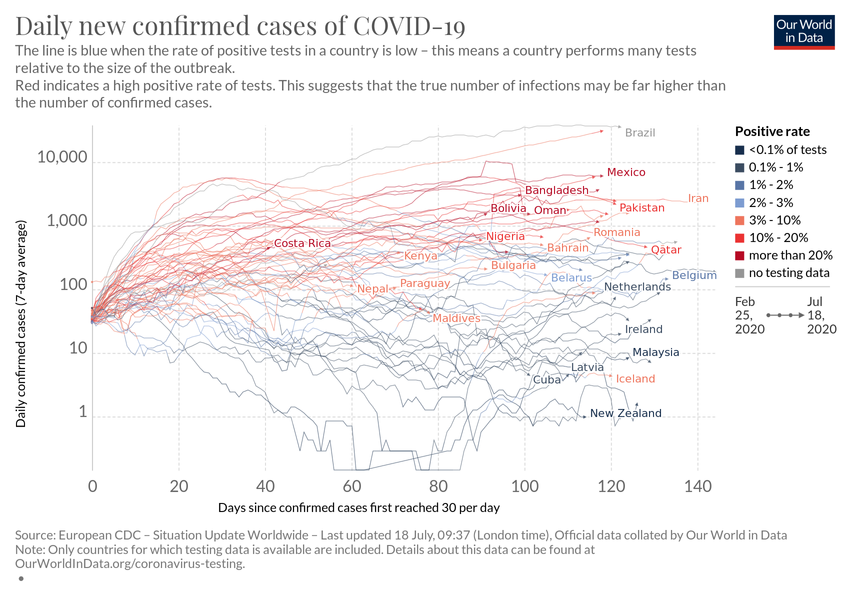 Daily new confirmed cases of COVID-19
Our World
in Data
The line is blue when the rate of positive tests in a country is low – this means a country performs many tests
relative to the size of the outbreak.
Red indicates a high positive rate of tests. This suggests that the true number of infections may be far higher than
the number of confirmed cases.
Daily confirmed cases (7-day average)
10,000
1,000
100
10
1
Brazil
Mexico
Bangladesh
Iran
Bolivia
Oman
Pakistan
Romania
Nigeria
Costa Rica
Bahrain
Qatar
Kenya
Bulgaria
Belgium
Belarus
Nepal
Paraguay
Netherlands
Maldives
Ireland
Malaysia
Latvia
Cuba
Iceland
New Zealand
Positive rate
<0.1% of tests
0.1% - 1%
1% - 2%
2% - 3%
3% - 10%
10% - 20%
more than 20%
no testing data
Feb
25,
2020
Jul
18,
2020
0
20
40
60
80
100
120
140
Days since confirmed cases first reached 30 per day
Source: European CDC – Situation Update Worldwide – Last updated 18 July, 09:37 (London time), Official data collated by Our World in Data
Note: Only countries for which testing data is available are included. Details about this data can be found at
OurWorldInData.org/coronavirus-testing.